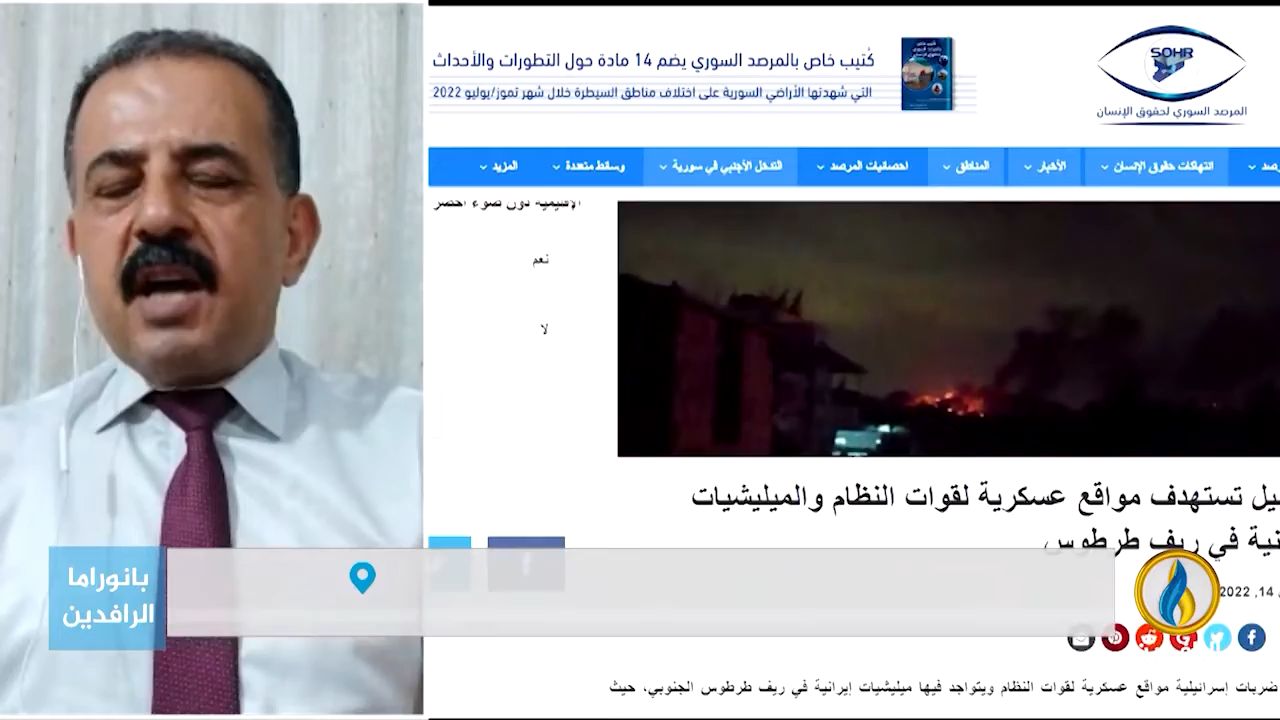 كُتيب خاص بالمرصد السوري يضم 14 مادة حول التطورات والأحداث
التي شهدتها الأراضي السورية على اختلاف مناطق السيطرة خلال شهر تموز/يوليو 2022
SOHR
المرصد السوري لحقوق الإنسان
انتهاكات حقوق الإنسان
الأخبار
المناطق
احصائيات المرصد
التدخل الأجنبي في سورية
وسائط متعددة
المزيد
نعم
لا
تستهدف مواقع عسكرية لقوات النظام والميليشيات
في ريف طرطوس
14, 2022
ضربات إسرائيلية مواقع عسكرية لقوات النظام ويتواجد فيها ميليشيات إيرانية في ريف طرطوس الجنوبي، حيث
بانوراما
الرافدين